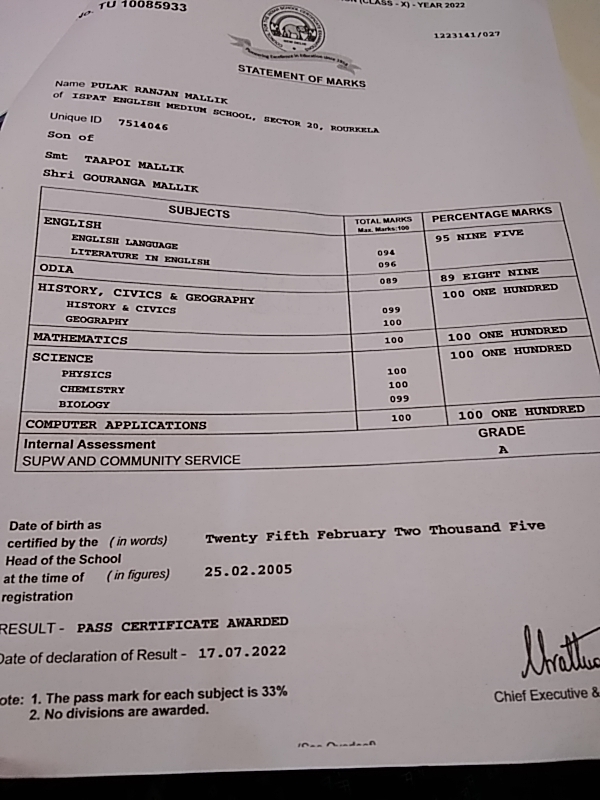 No. TU 10085933
(CLASS - X) - YEAR 2022
1223141/027
NEW DELHI
STATEMENT OF MARKS
Name PULAK RANJAN MALLIK
of ISPAT ENGLISH MEDIUM SCHOOL, SECTOR 20, ROURKELA
Unique ID 7514046
Son of
Smt TAAPOI MALLIK
Shri GOURANGA MALLIK
SUBJECTS TOTAL MARKS PERCENTAGE MARKS
Max. Marks:100
ENGLISH 95 NINE FIVE
ENGLISH LANGUAGE 094
LITERATURE IN ENGLISH 096
ODIA 089 89 EIGHT NINE
HISTORY, CIVICS & GEOGRAPHY 100 ONE HUNDRED
HISTORY & CIVICS 099
GEOGRAPHY 100
MATHEMATICS 100 100 ONE HUNDRED
SCIENCE 100 ONE HUNDRED
PHYSICS 100
CHEMISTRY 100
BIOLOGY 099
COMPUTER APPLICATIONS 100 100 ONE HUNDRED
Internal Assessment GRADE
SUPW AND COMMUNITY SERVICE A
Date of birth as
certified by the (in words) Twenty Fifth February Two Thousand Five
Head of the School
at the time of (in figures) 25.02.2005
registration
RESULT - PASS CERTIFICATE AWARDED
Date of declaration of Result - 17.07.2022
ote: 1. The pass mark for each subject is 33%
2. No divisions are awarded.
Chief Executive &